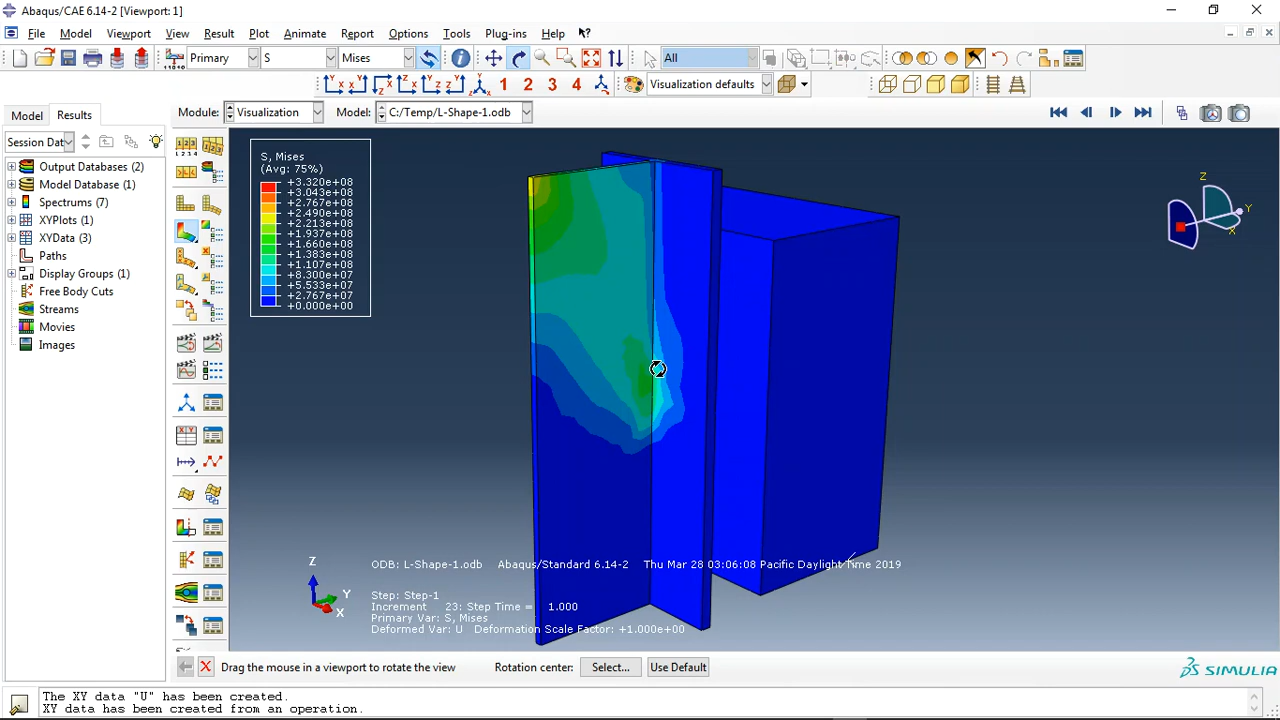 Abaqus/CAE 6.14-2 [Viewport: 1]
File Model Viewport View Result Plot Animate Report Options Tools Plug-ins Help
Primary S Mises All
1 2 3 4 Visualization defaults
Model Results Module: Visualization Model: C:/Temp/L-Shape-1.odb
Session Dat
Output Databases (2)
Model Database (1)
Spectrums (7)
XYPlots (1)
XYData (3)
Paths
Display Groups (1)
Free Body Cuts
Streams
Movies
Images
S, Mises
(Avg: 75%)
+3.320e+08
+3.043e+08
+2.767e+08
+2.490e+08
+2.213e+08
+1.937e+08
+1.660e+08
+1.383e+08
+1.107e+08
+8.300e+07
+5.533e+07
+2.767e+07
+0.000e+00
Z
Y
X
Z
Y
X
ODB: L-Shape-1.odb Abaqus/Standard 6.14-2 Thu Mar 28 03:06:08 Pacific Daylight Time 2019
Step: Step-1
Increment 23: Step Time = 1.000
Primary Var: S, Mises
Deformed Var: U Deformation Scale Factor: +1.000e+00
Drag the mouse in a viewport to rotate the view Rotation center: Select... Use Default
SIMULIA
The XY data "U" has been created.
XY data has been created from an operation.